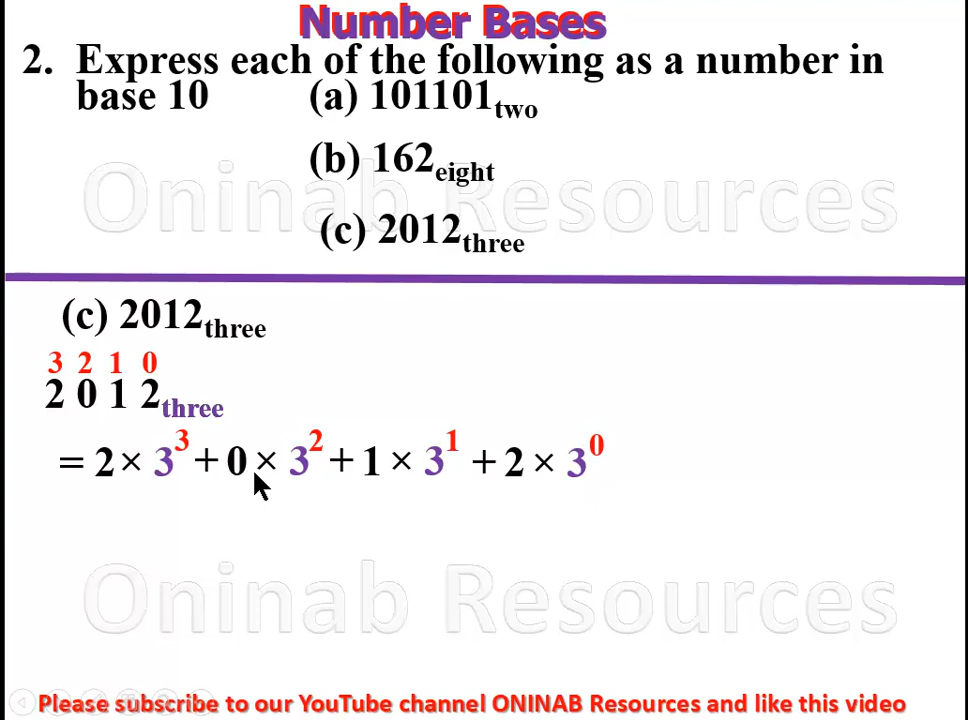 Number Bases
2. Express each of the following as a number in
base 10 (a) 101101two
(b) 162eight
Oninab Resources
(c) 2012three
(c) 2012three
3 2 1 0
2 0 1 2three
= 2 × 3³ + 0 × 3² + 1 × 3¹ + 2 × 3⁰
Oninab Resources
Please subscribe to our YouTube channel ONINAB Resources and like this video